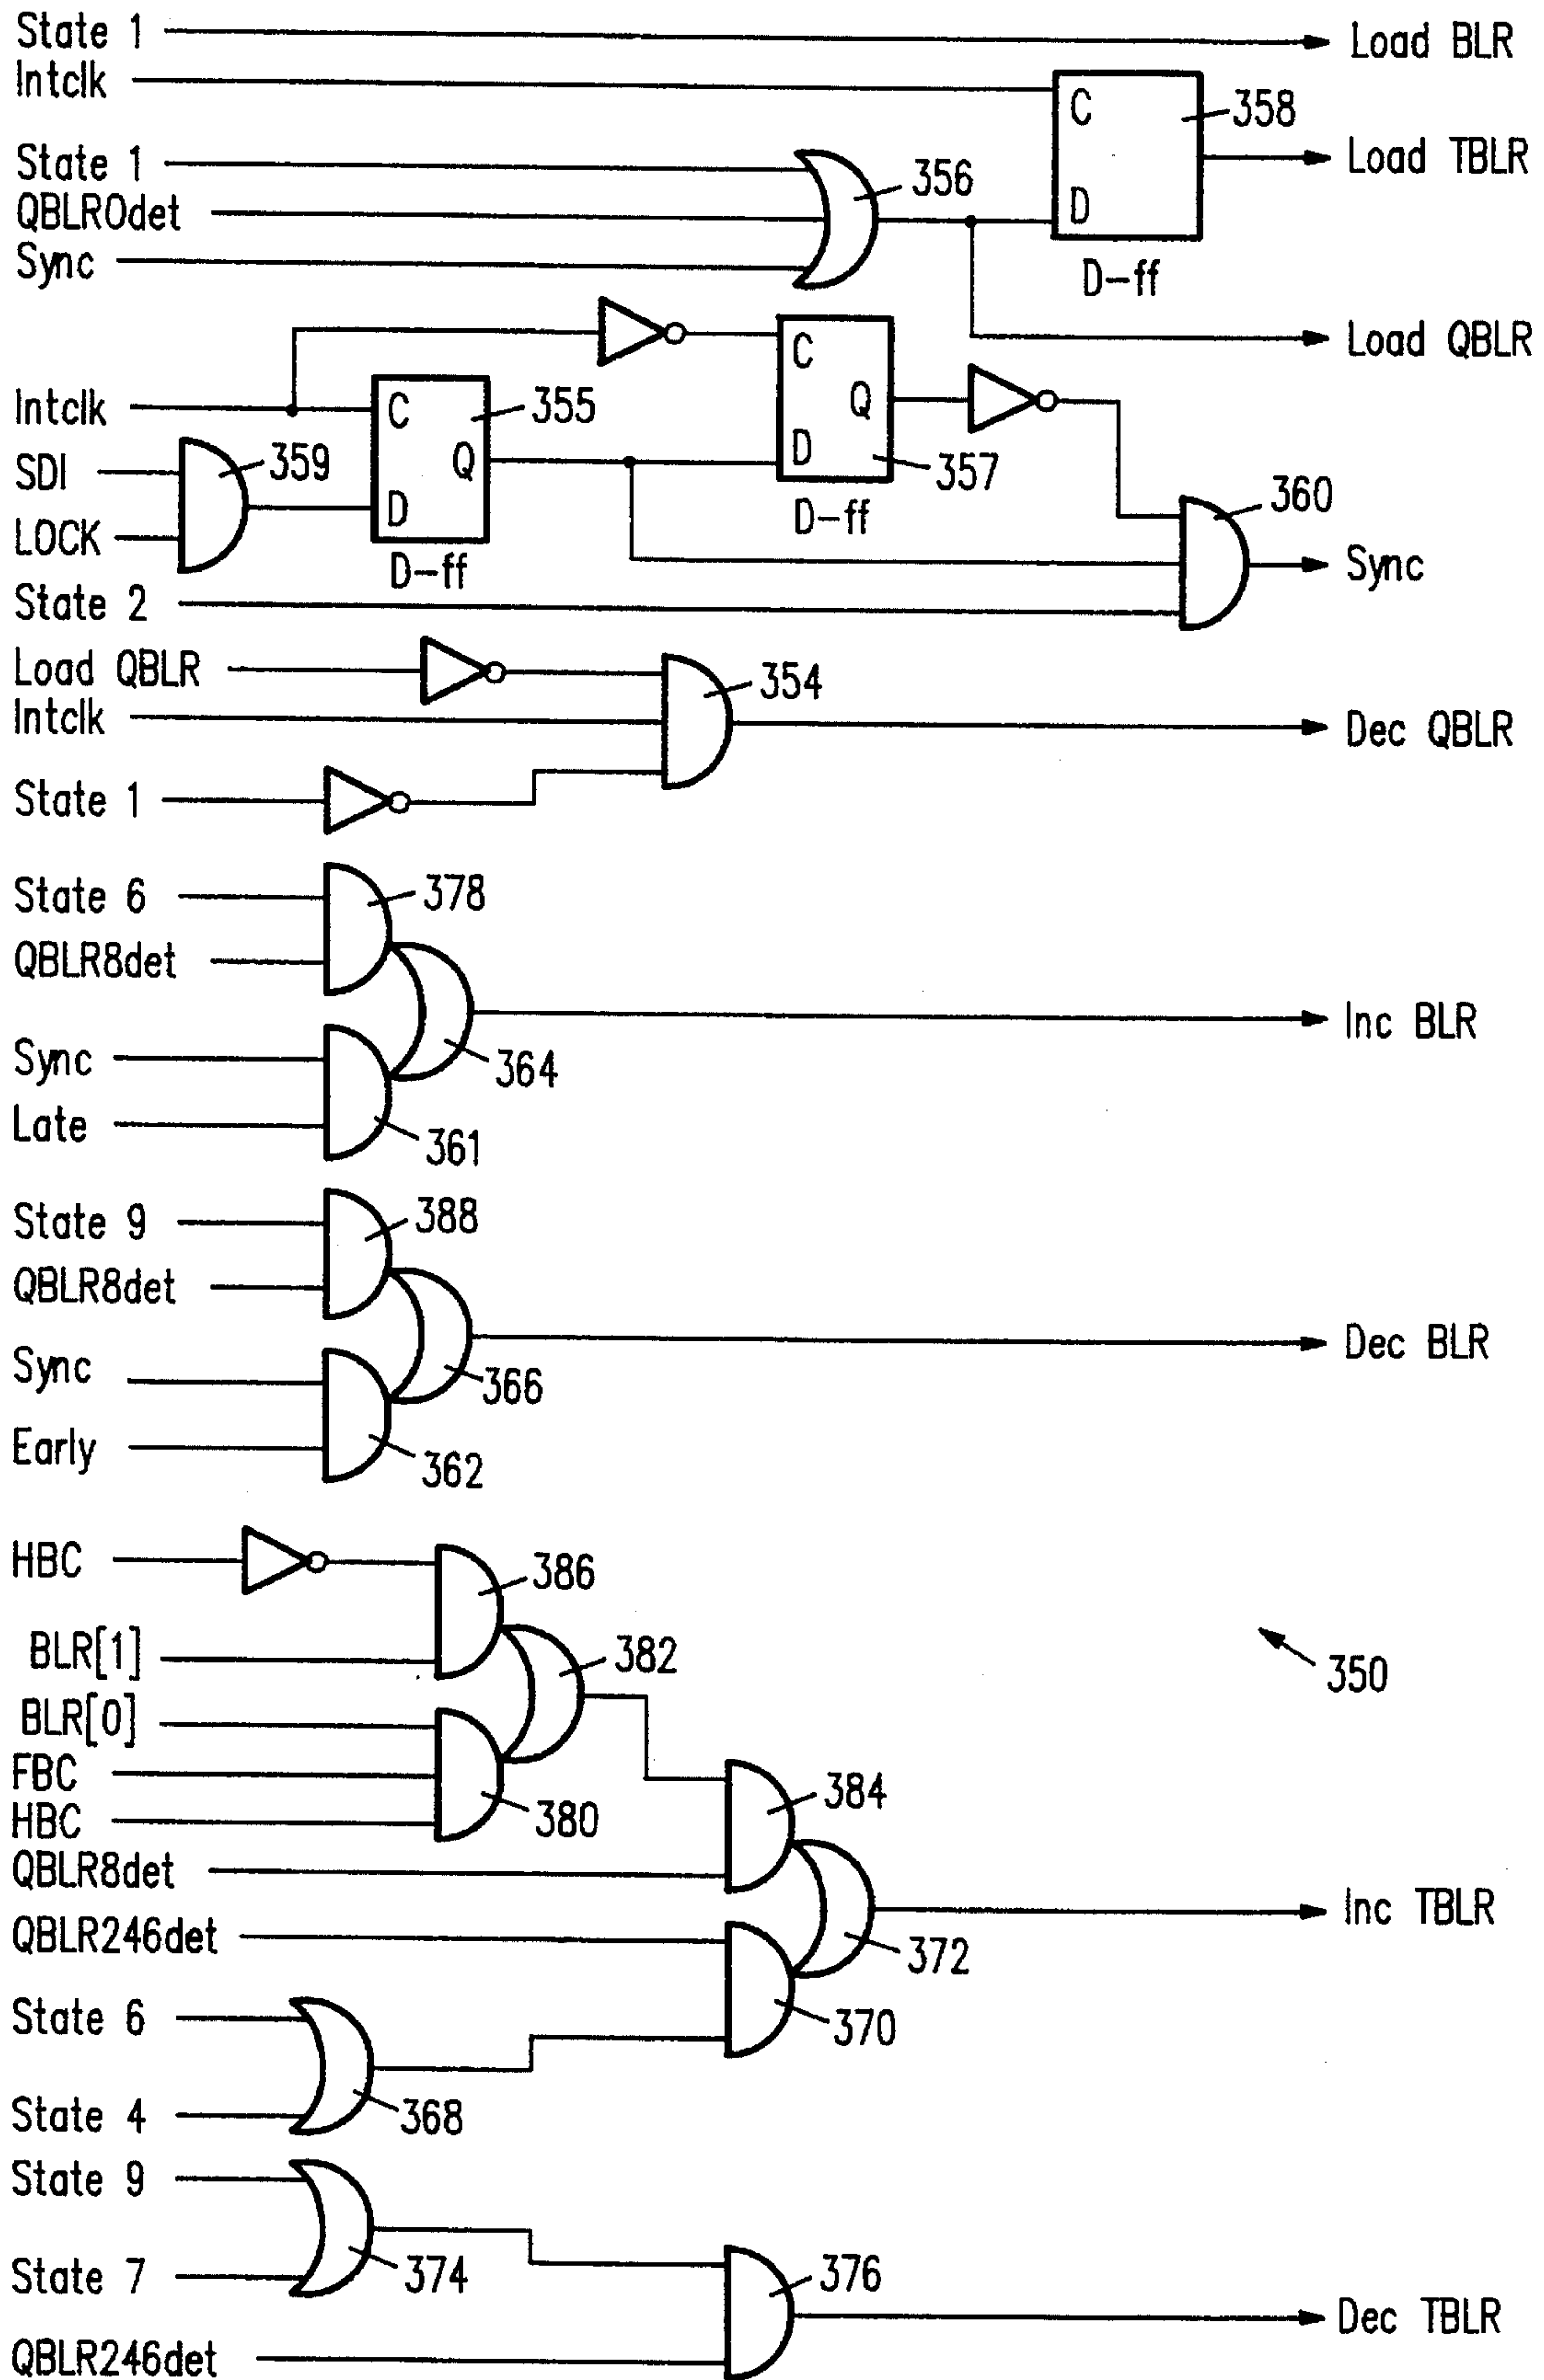 State 1
Load BLR
Intclk
C
358
State 1
Load TBLR
356
QBLR0det
D
Sync
D-ff
C
Load QBLR
Intclk
C
355
Q
SDI
359
Q
D
357
360
LOCK
D
D-ff
D-ff
Sync
State 2
Load QBLR
354
Intclk
Dec QBLR
State 1
State 6
378
QBLR8det
Inc BLR
Sync
364
Late
361
State 9
388
QBLR8det
Dec BLR
Sync
366
Early
362
HBC
386
BLR[1]
382
350
BLR[0]
FBC
384
HBC
380
QBLR8det
Inc TBLR
QBLR246det
372
State 6
370
State 4
368
State 9
State 7
374
376
Dec TBLR
QBLR246det